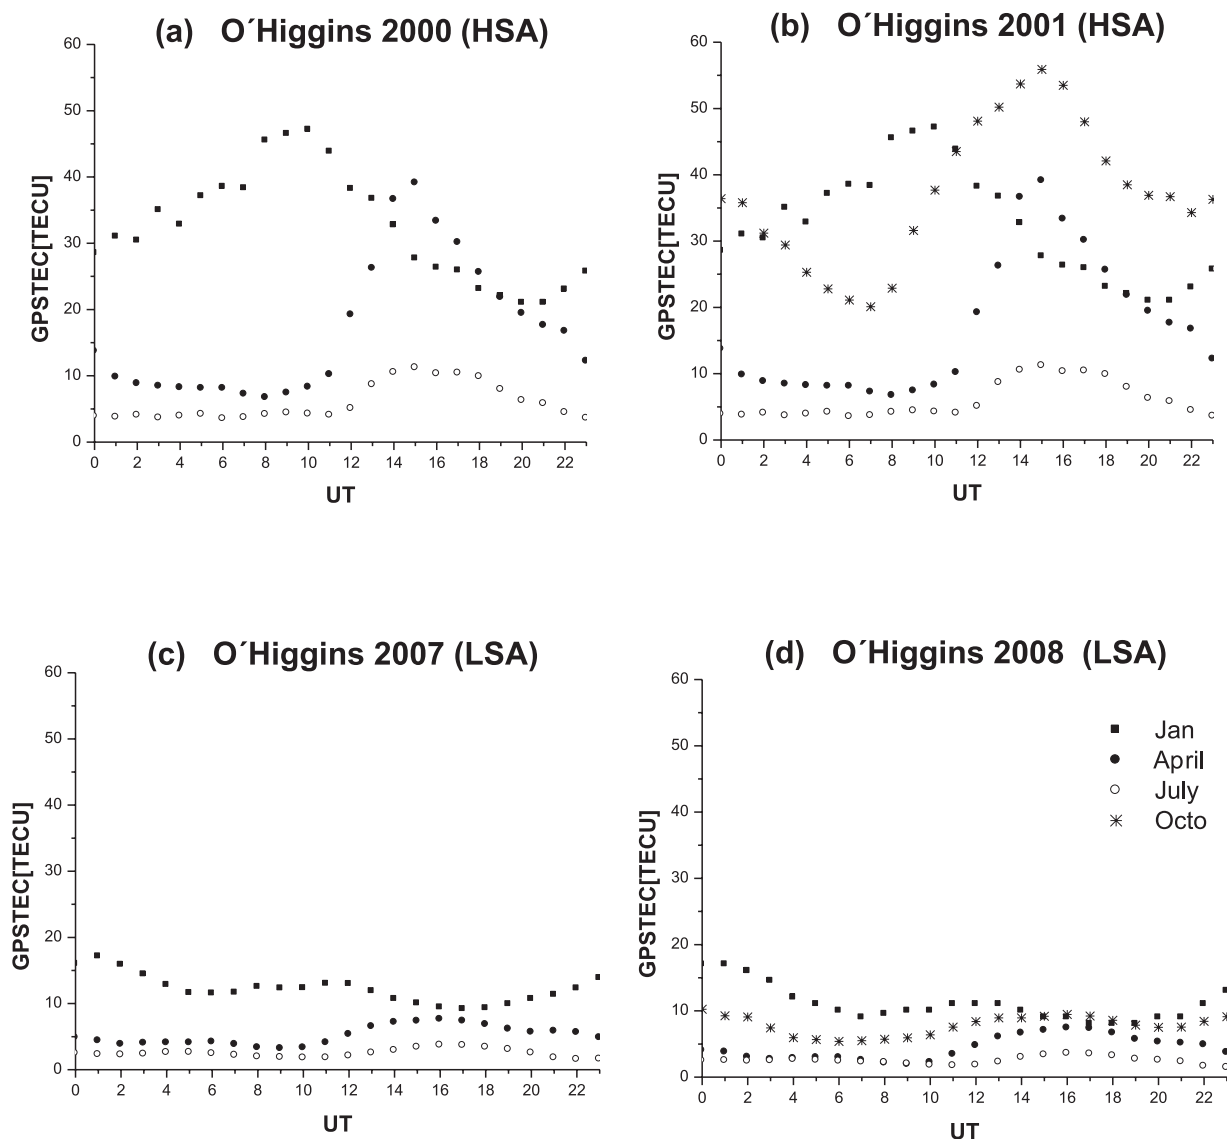 (a) O´Higgins 2000 (HSA)
60
50
40
30
20
10
0
GPSTEC[TECU]
0 2 4 6 8 10 12 14 16 18 20 22
UT
(b) O´Higgins 2001 (HSA)
60
50
40
30
20
10
0
GPSTEC[TECU]
0 2 4 6 8 10 12 14 16 18 20 22
UT
(c) O´Higgins 2007 (LSA)
60
50
40
30
20
10
0
GPSTEC[TECU]
0 2 4 6 8 10 12 14 16 18 20 22
UT
(d) O´Higgins 2008 (LSA)
60
50
40
30
20
10
0
GPSTEC[TECU]
Jan
April
July
Octo
0 2 4 6 8 10 12 14 16 18 20 22
UT